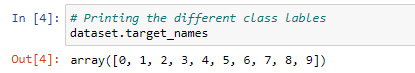 In [4]: # Printing the different class lables
dataset.target_names
Out[4]: array([0, 1, 2, 3, 4, 5, 6, 7, 8, 9])